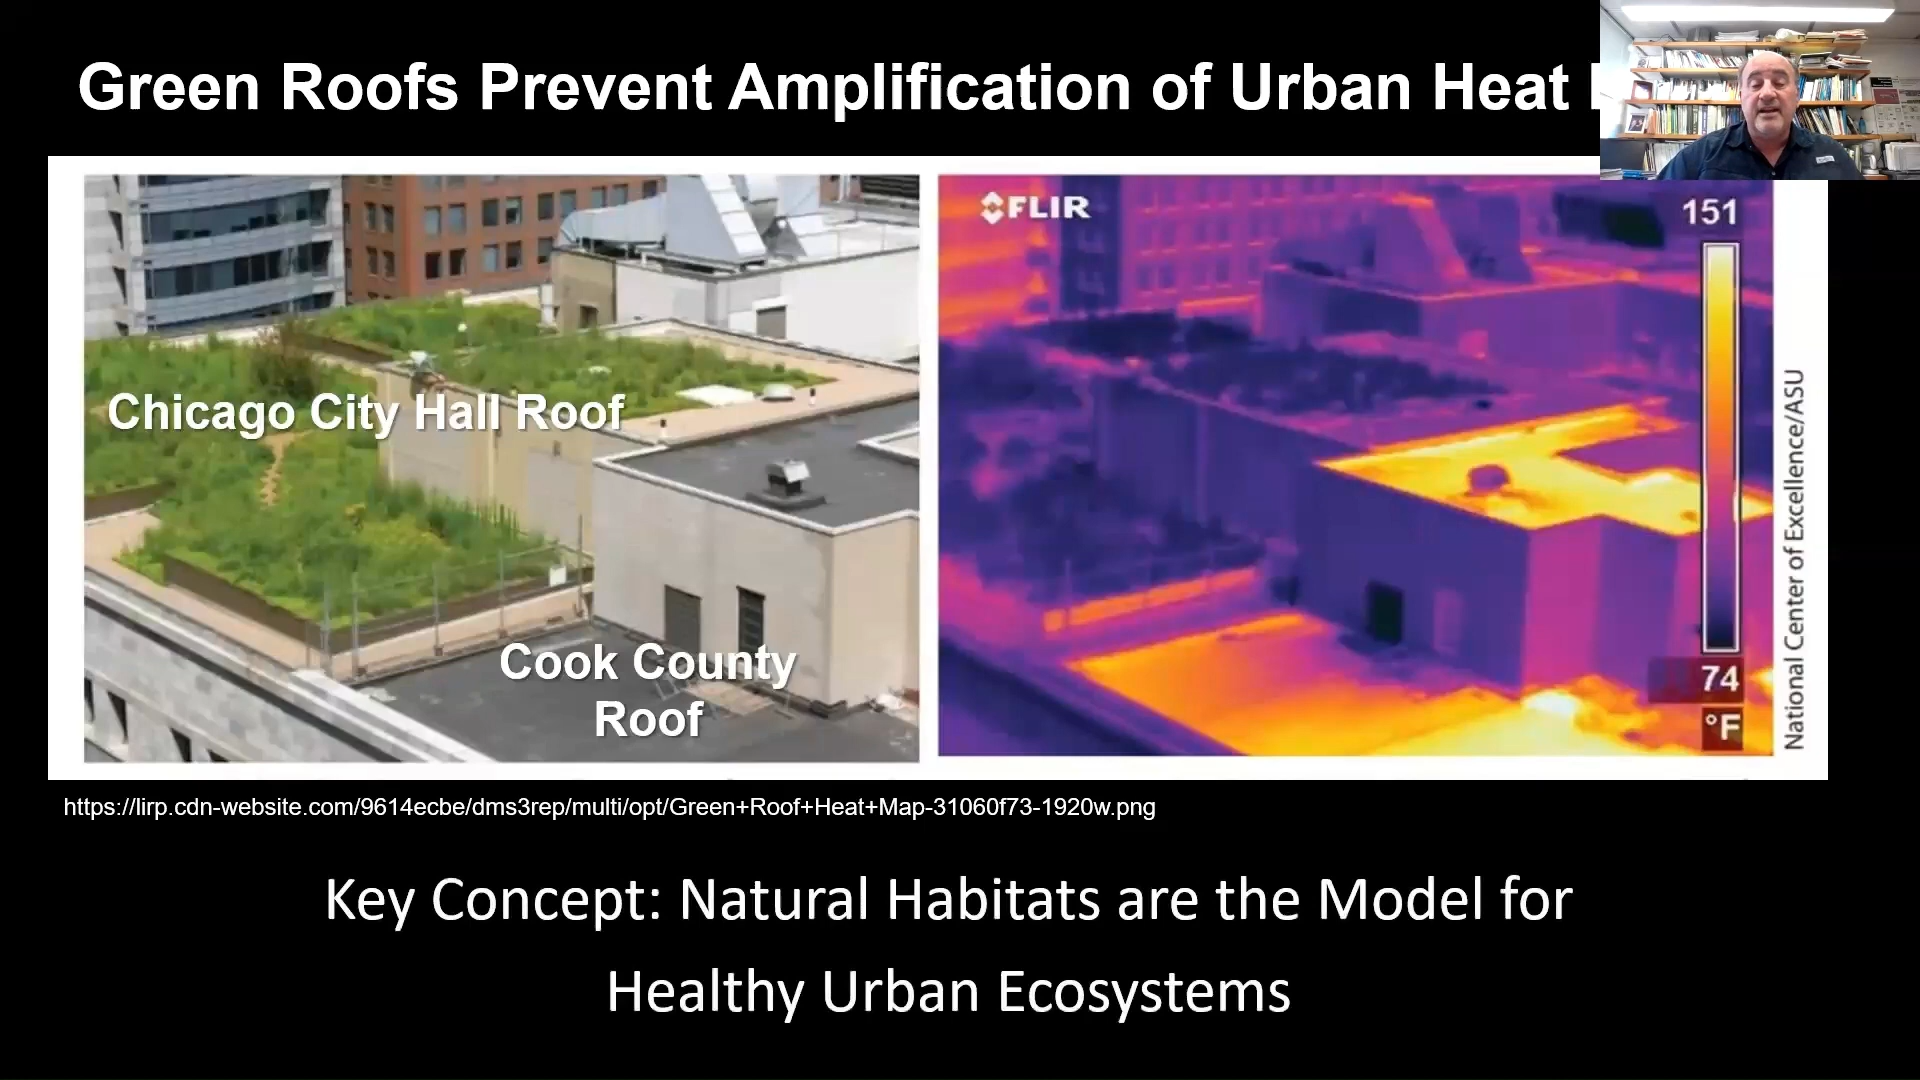 Green Roofs Prevent Amplification of Urban Heat
FLIR
151
Chicago City Hall Roof
Cook County
Roof
74
°F
National Center of Excellence/ASU
https://lirp.cdn-website.com/9614ecbe/dms3rep/multi/opt/Green+Roof+Heat+Map-31060f73-1920w.png
Key Concept: Natural Habitats are the Model for
Healthy Urban Ecosystems